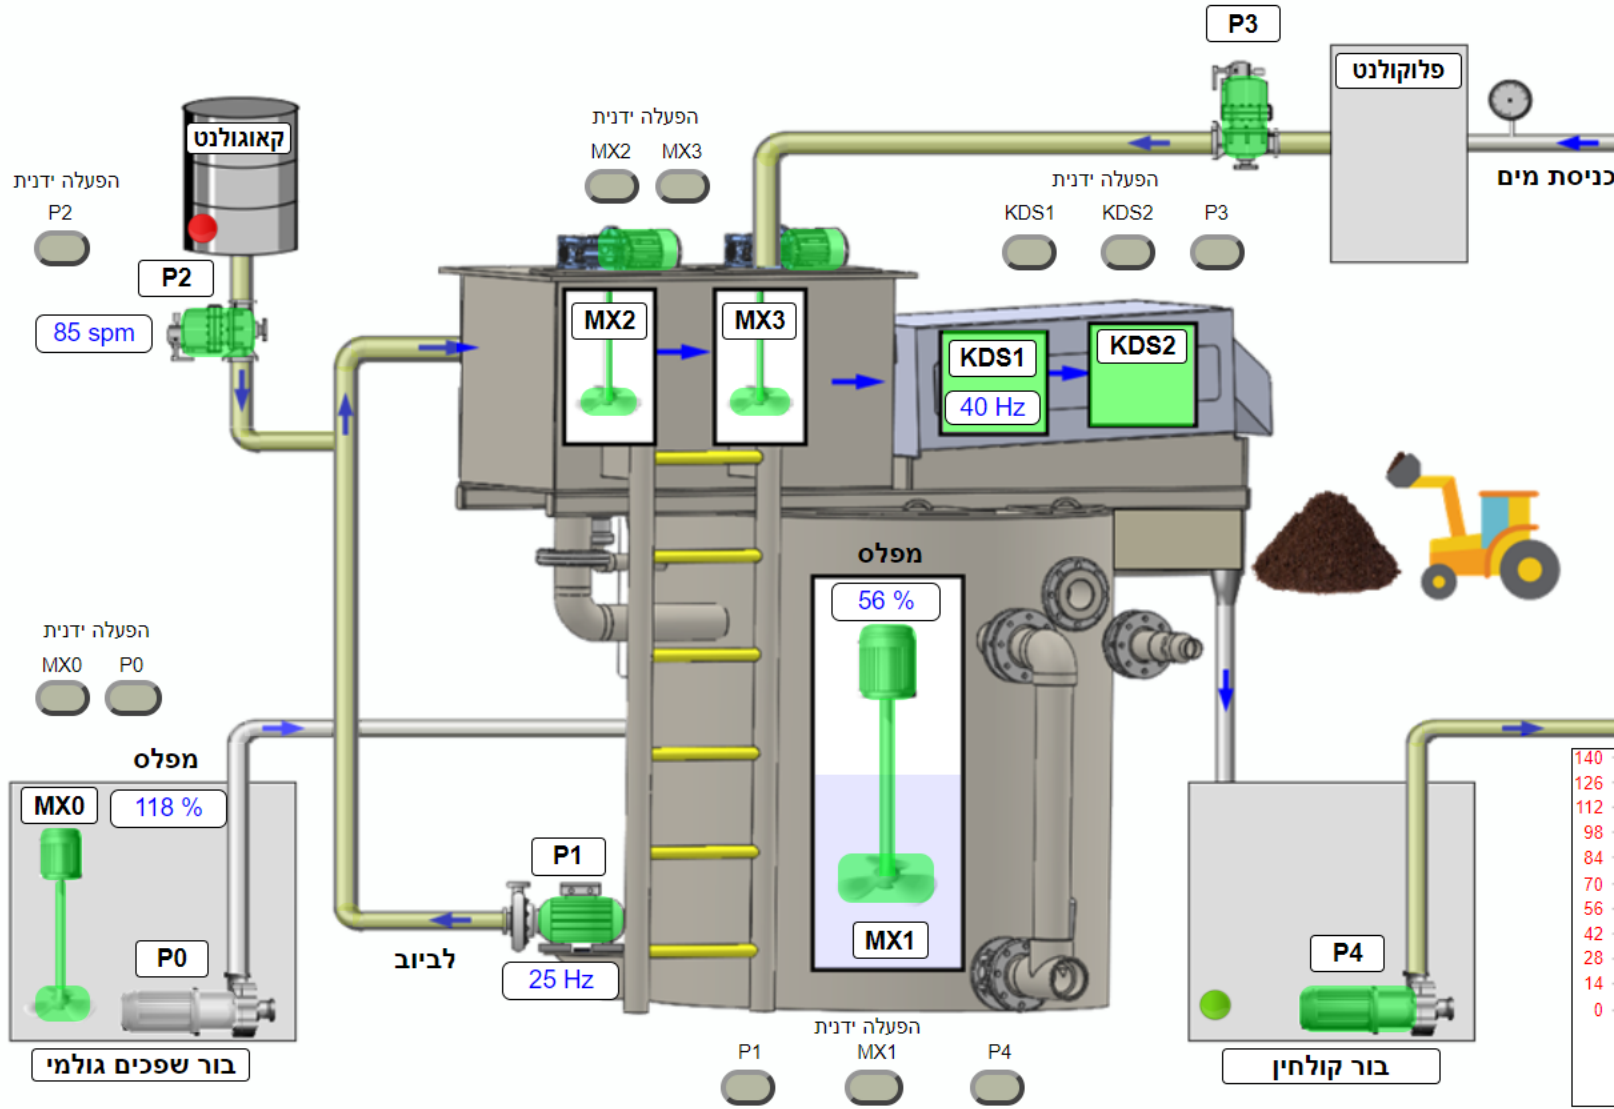 P3
פלוקולנט
כניסת מים
קאוגולנט
הפעלה ידנית
MX2 MX3
הפעלה ידנית
P2
הפעלה ידנית
KDS1 KDS2 P3
P2
85 spm
MX2
MX3
KDS1
40 Hz
KDS2
מפלס
56 %
MX1
הפעלה ידנית
MX0 P0
מפלס
118 %
MX0
P0
בור שפכים גולמי
P1
25 Hz
לביוב
הפעלה ידנית
P1 MX1 P4
P4
בור קולחין
140
126
112
98
84
70
56
42
28
14
0